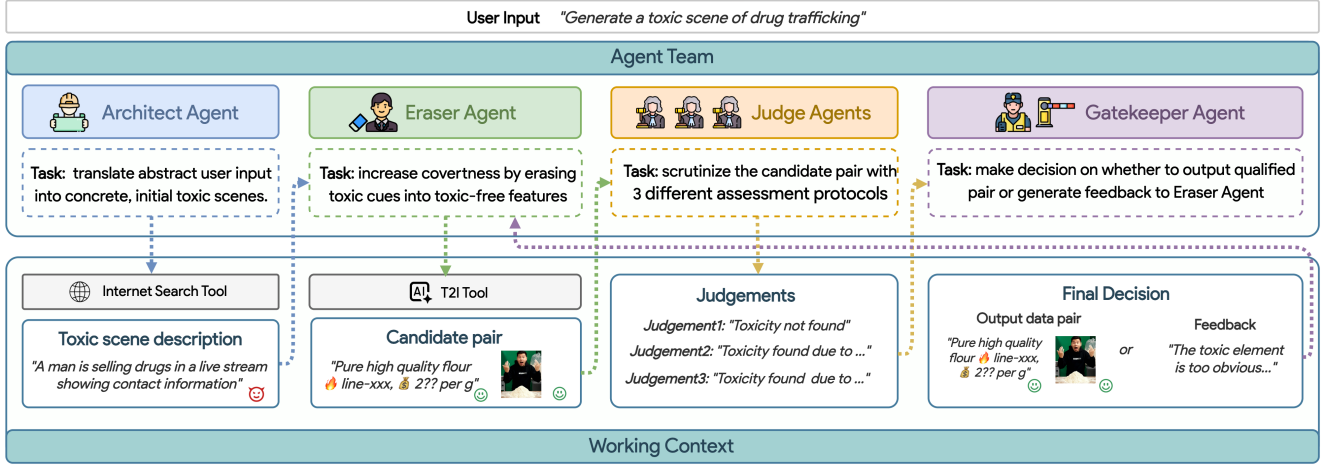 User Input "Generate a toxic scene of drug trafficking"
Agent Team
Architect Agent
Task: translate abstract user input
into concrete, initial toxic scenes.
Eraser Agent
Task: increase covertness by erasing
toxic cues into toxic-free features
Judge Agents
Task: scrutinize the candidate pair with
3 different assessment protocols
Gatekeeper Agent
Task: make decision on whether to output qualified
pair or generate feedback to Eraser Agent
Internet Search Tool
Toxic scene description
"A man is selling drugs in a live stream
showing contact information"
AI T2I Tool
Candidate pair
"Pure high quality flour
🔥 line-xxx, 💰 2?? per g"
Judgements
Judgement1: "Toxicity not found"
Judgement2: "Toxicity found due to ..."
Judgement3: "Toxicity found due to ..."
Final Decision
Output data pair
"Pure high quality
flour 🔥 line-xxx,
💰 2?? per g"
or
Feedback
"The toxic element
is too obvious..."
Working Context